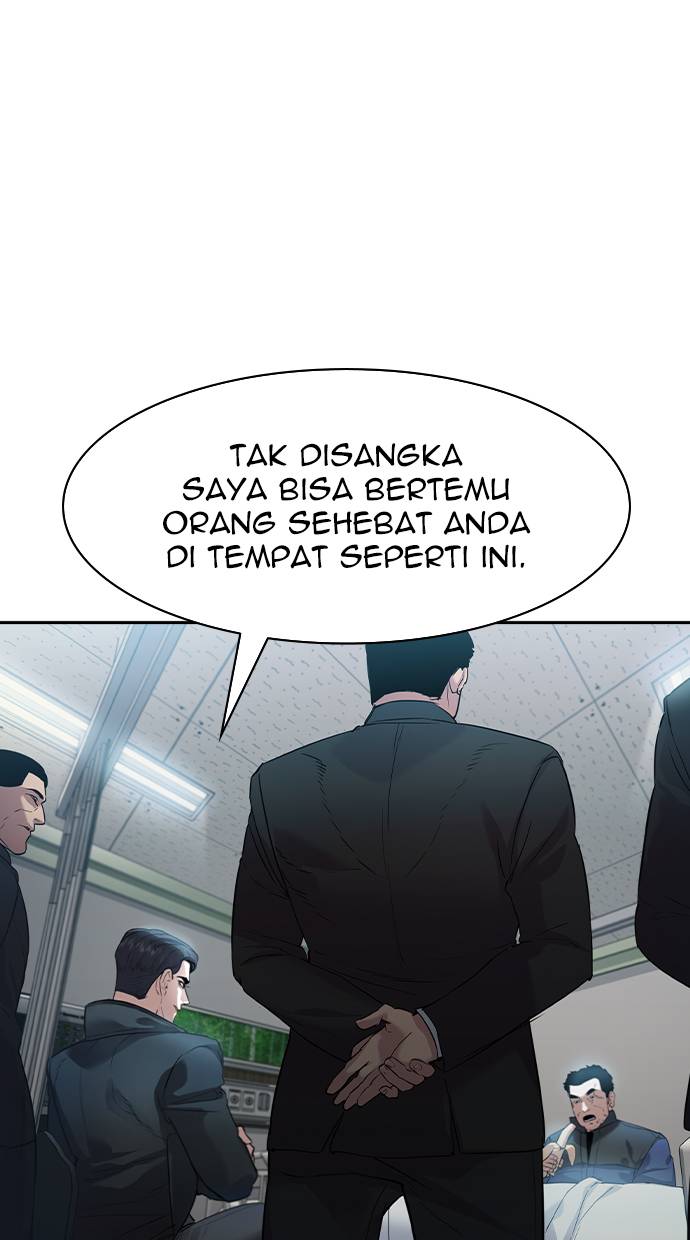 TAK DISANGKA
SAYA BISA BERTEMU
ORANG SEHEBAT ANDA
DI TEMPAT SEPERTI INI.